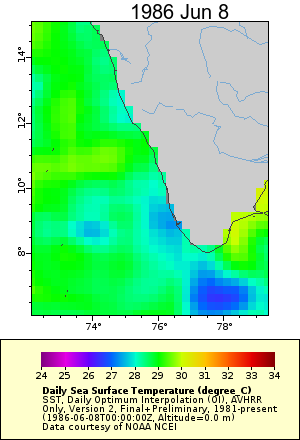 1986 Jun 8
14°
12°
10°
8°
74° 76° 78°
24 25 26 27 28 29 30 31 32 33 34
Daily Sea Surface Temperature (degree_C)
SST, Daily Optimum Interpolation (OI), AVHRR
Only, Version 2, Final+Preliminary, 1981-present
(1986-06-08T00:00:00Z, Altitude=0.0 m)
Data courtesy of NOAA NCEI